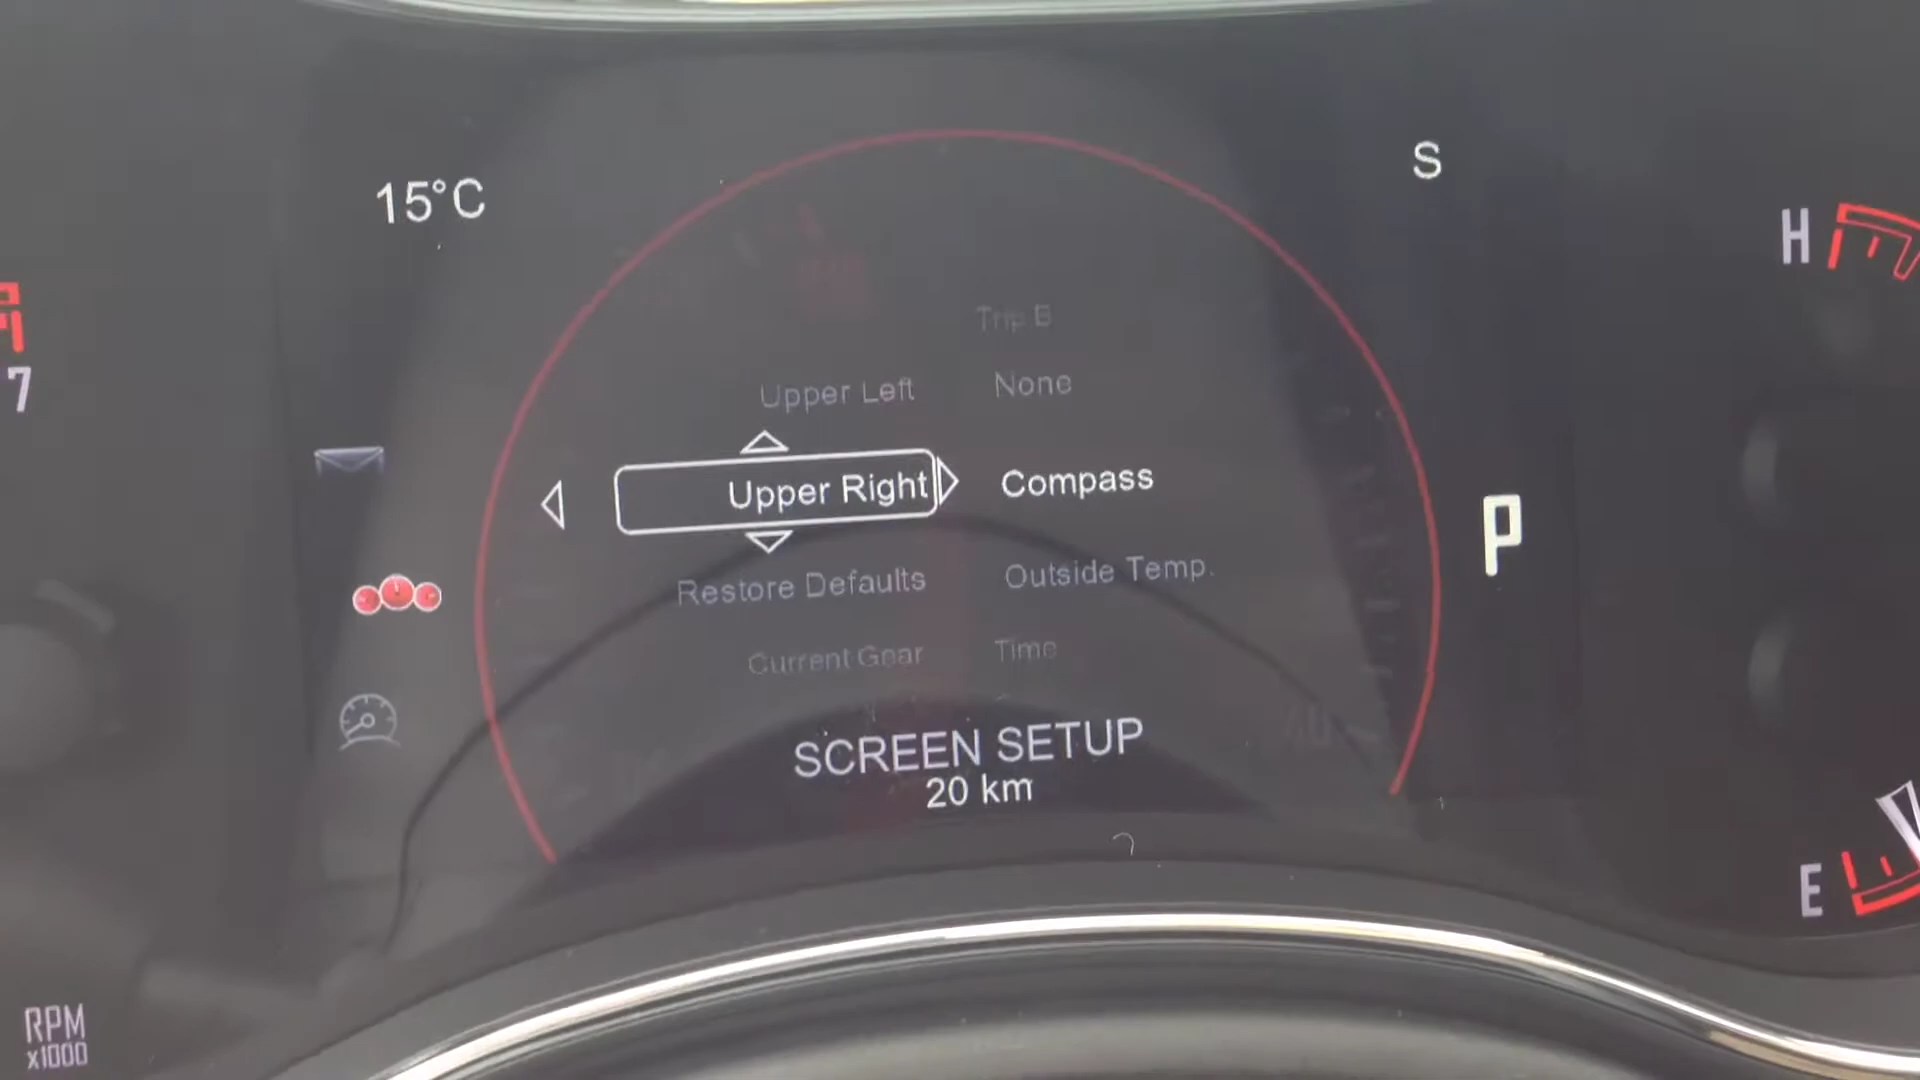 15°C
S
H
7
Trip B
Upper Left
None
Upper Right
Compass
P
Restore Defaults
Outside Temp.
Current Gear
Time
SCREEN SETUP
20 km
E
RPM
x1000